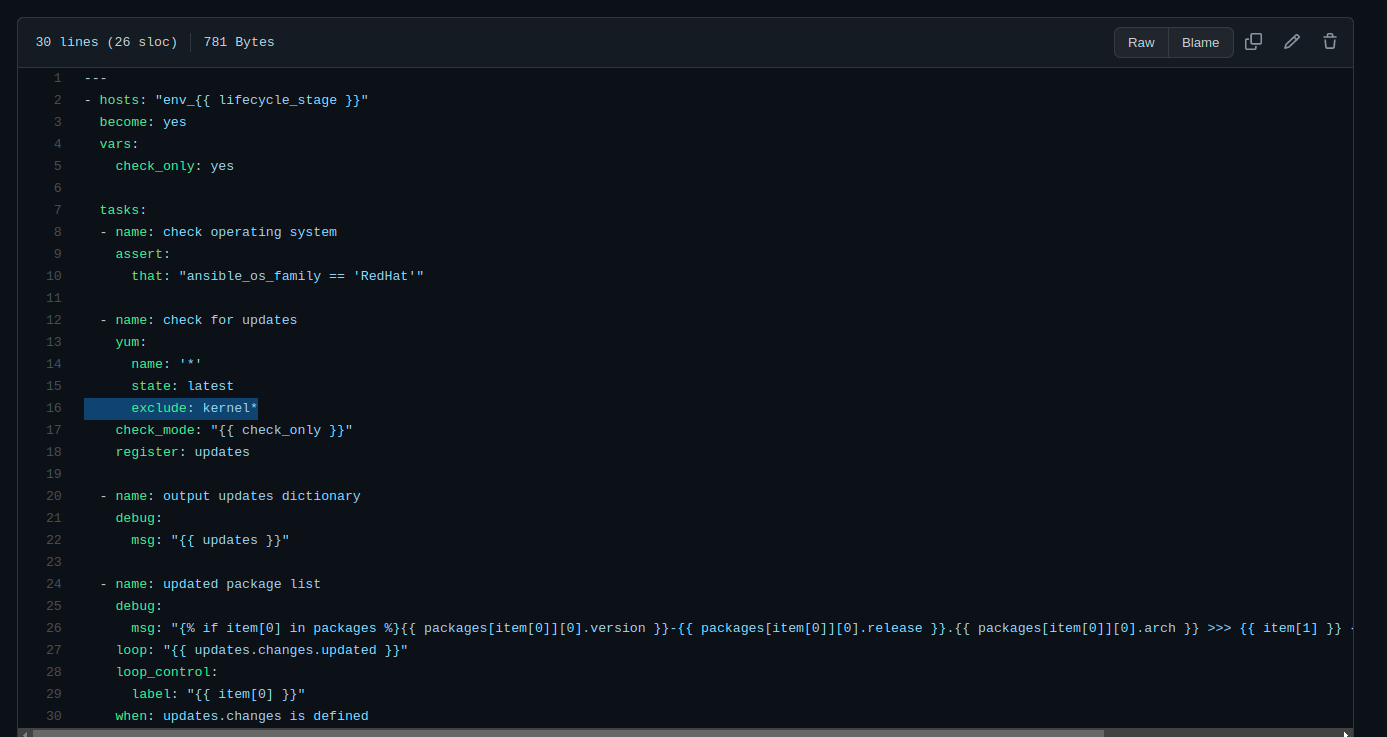 30 lines (26 sloc) 781 Bytes Raw Blame
1 ---
2 - hosts: "env_{{ lifecycle_stage }}"
3   become: yes
4   vars:
5     check_only: yes
6
7   tasks:
8   - name: check operating system
9     assert:
10       that: "ansible_os_family == 'RedHat'"
11
12   - name: check for updates
13     yum:
14       name: '*'
15       state: latest
16       exclude: kernel*
17     check_mode: "{{ check_only }}"
18     register: updates
19
20   - name: output updates dictionary
21     debug:
22       msg: "{{ updates }}"
23
24   - name: updated package list
25     debug:
26       msg: "{% if item[0] in packages %}{{ packages[item[0]][0].version }}-{{ packages[item[0]][0].release }}.{{ packages[item[0]][0].arch }} >>> {{ item[1] }} -
27     loop: "{{ updates.changes.updated }}"
28     loop_control:
29       label: "{{ item[0] }}"
30     when: updates.changes is defined